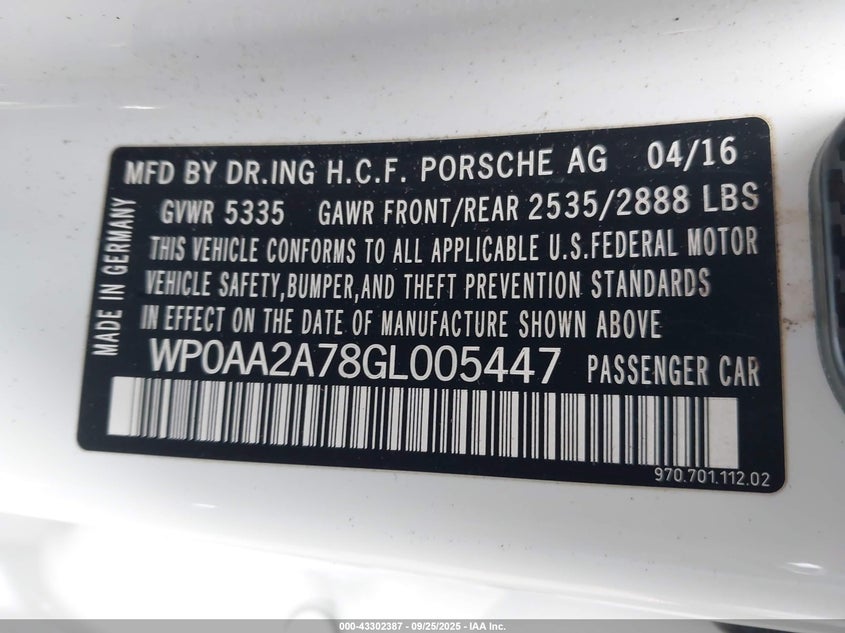 MFD BY DR.ING H.C.F. PORSCHE AG 04/16
GVWR 5335 GAWR FRONT/REAR 2535/2888 LBS
THIS VEHICLE CONFORMS TO ALL APPLICABLE U.S.FEDERAL MOTOR
VEHICLE SAFETY,BUMPER,AND THEFT PREVENTION STANDARDS
IN EFFECT ON THE DATE OF MANUFACTURE SHOWN ABOVE
WP0AA2A78GL005447 PASSENGER CAR
MADE IN GERMANY
970.701.112.02
000-43302387 - 09/25/2025 - IAA Inc.